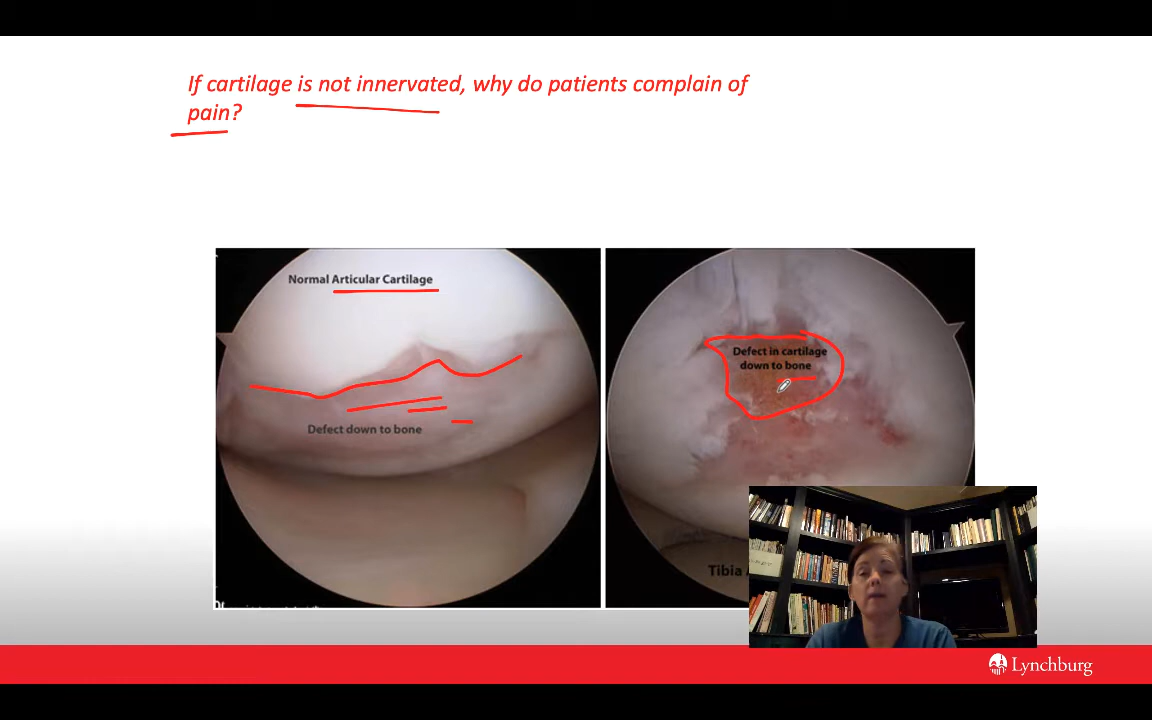 If cartilage is not innervated, why do patients complain of
pain?
Normal Articular Cartilage
Defect down to bone
Defect in cartilage
down to bone
Tibia
Lynchburg